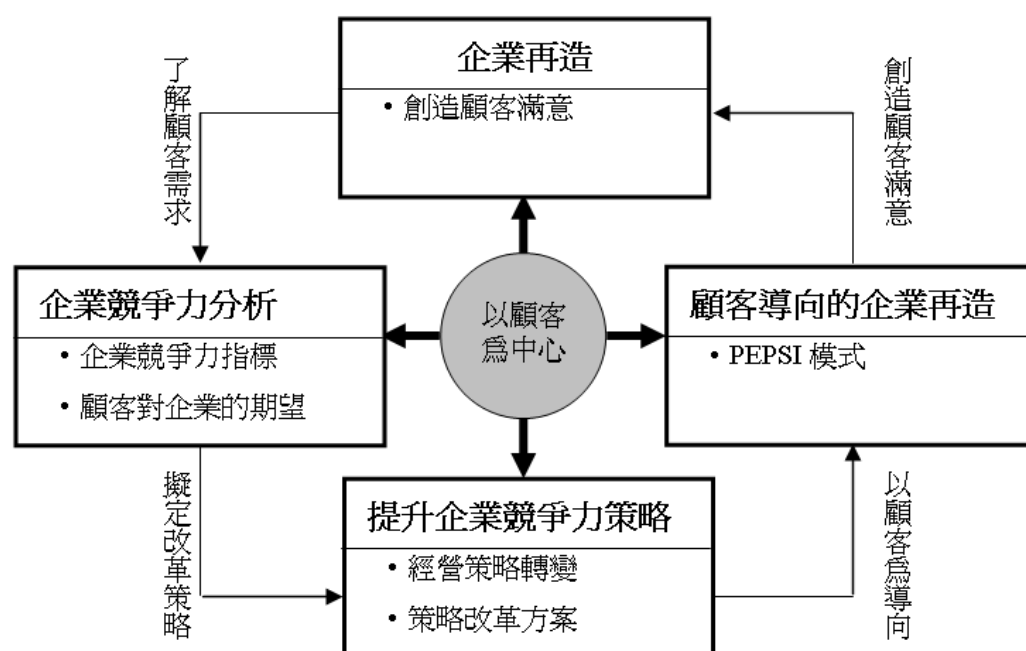 企業再造
• 創造顧客滿意
了解顧客需求
創造顧客滿意
企業競爭力分析
• 企業競爭力指標
• 顧客對企業的期望
以顧客
為中心
顧客導向的企業再造
• PEPSI 模式
擬定改革策略
提升企業競爭力策略
• 經營策略轉變
• 策略改革方案
以顧客為導向